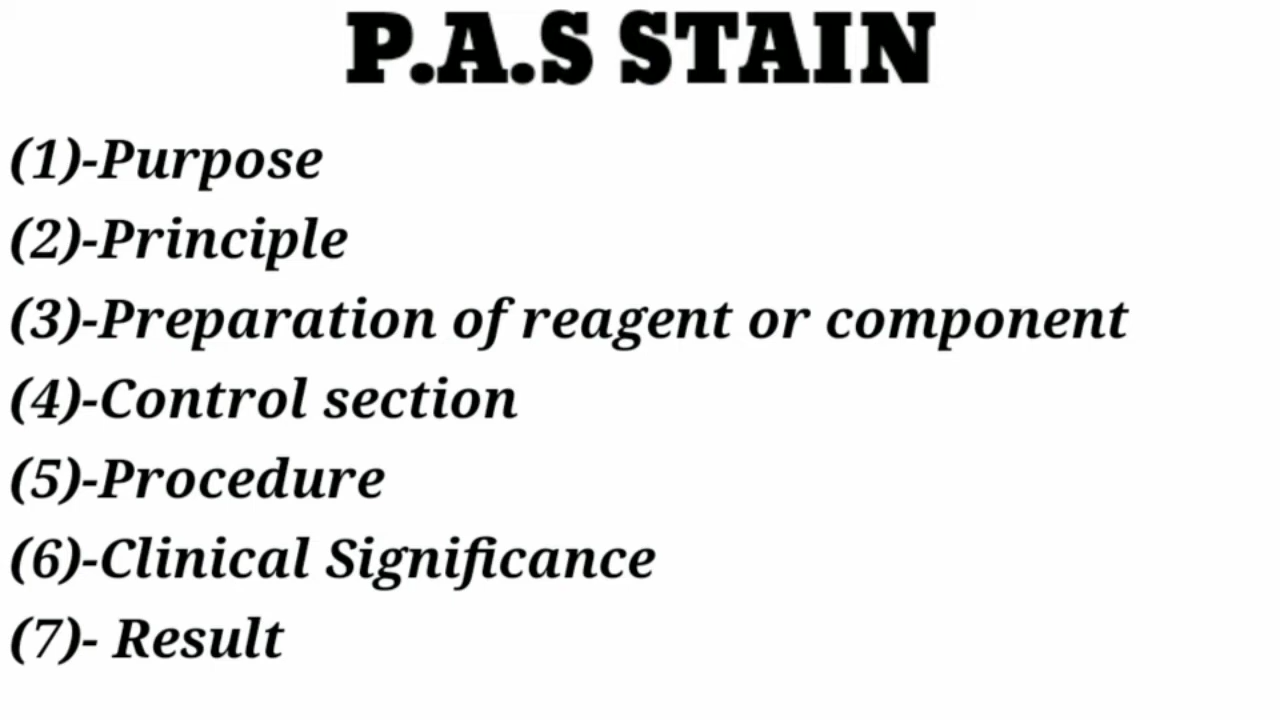 P.A.S STAIN
(1)-Purpose
(2)-Principle
(3)-Preparation of reagent or component
(4)-Control section
(5)-Procedure
(6)-Clinical Significance
(7)- Result